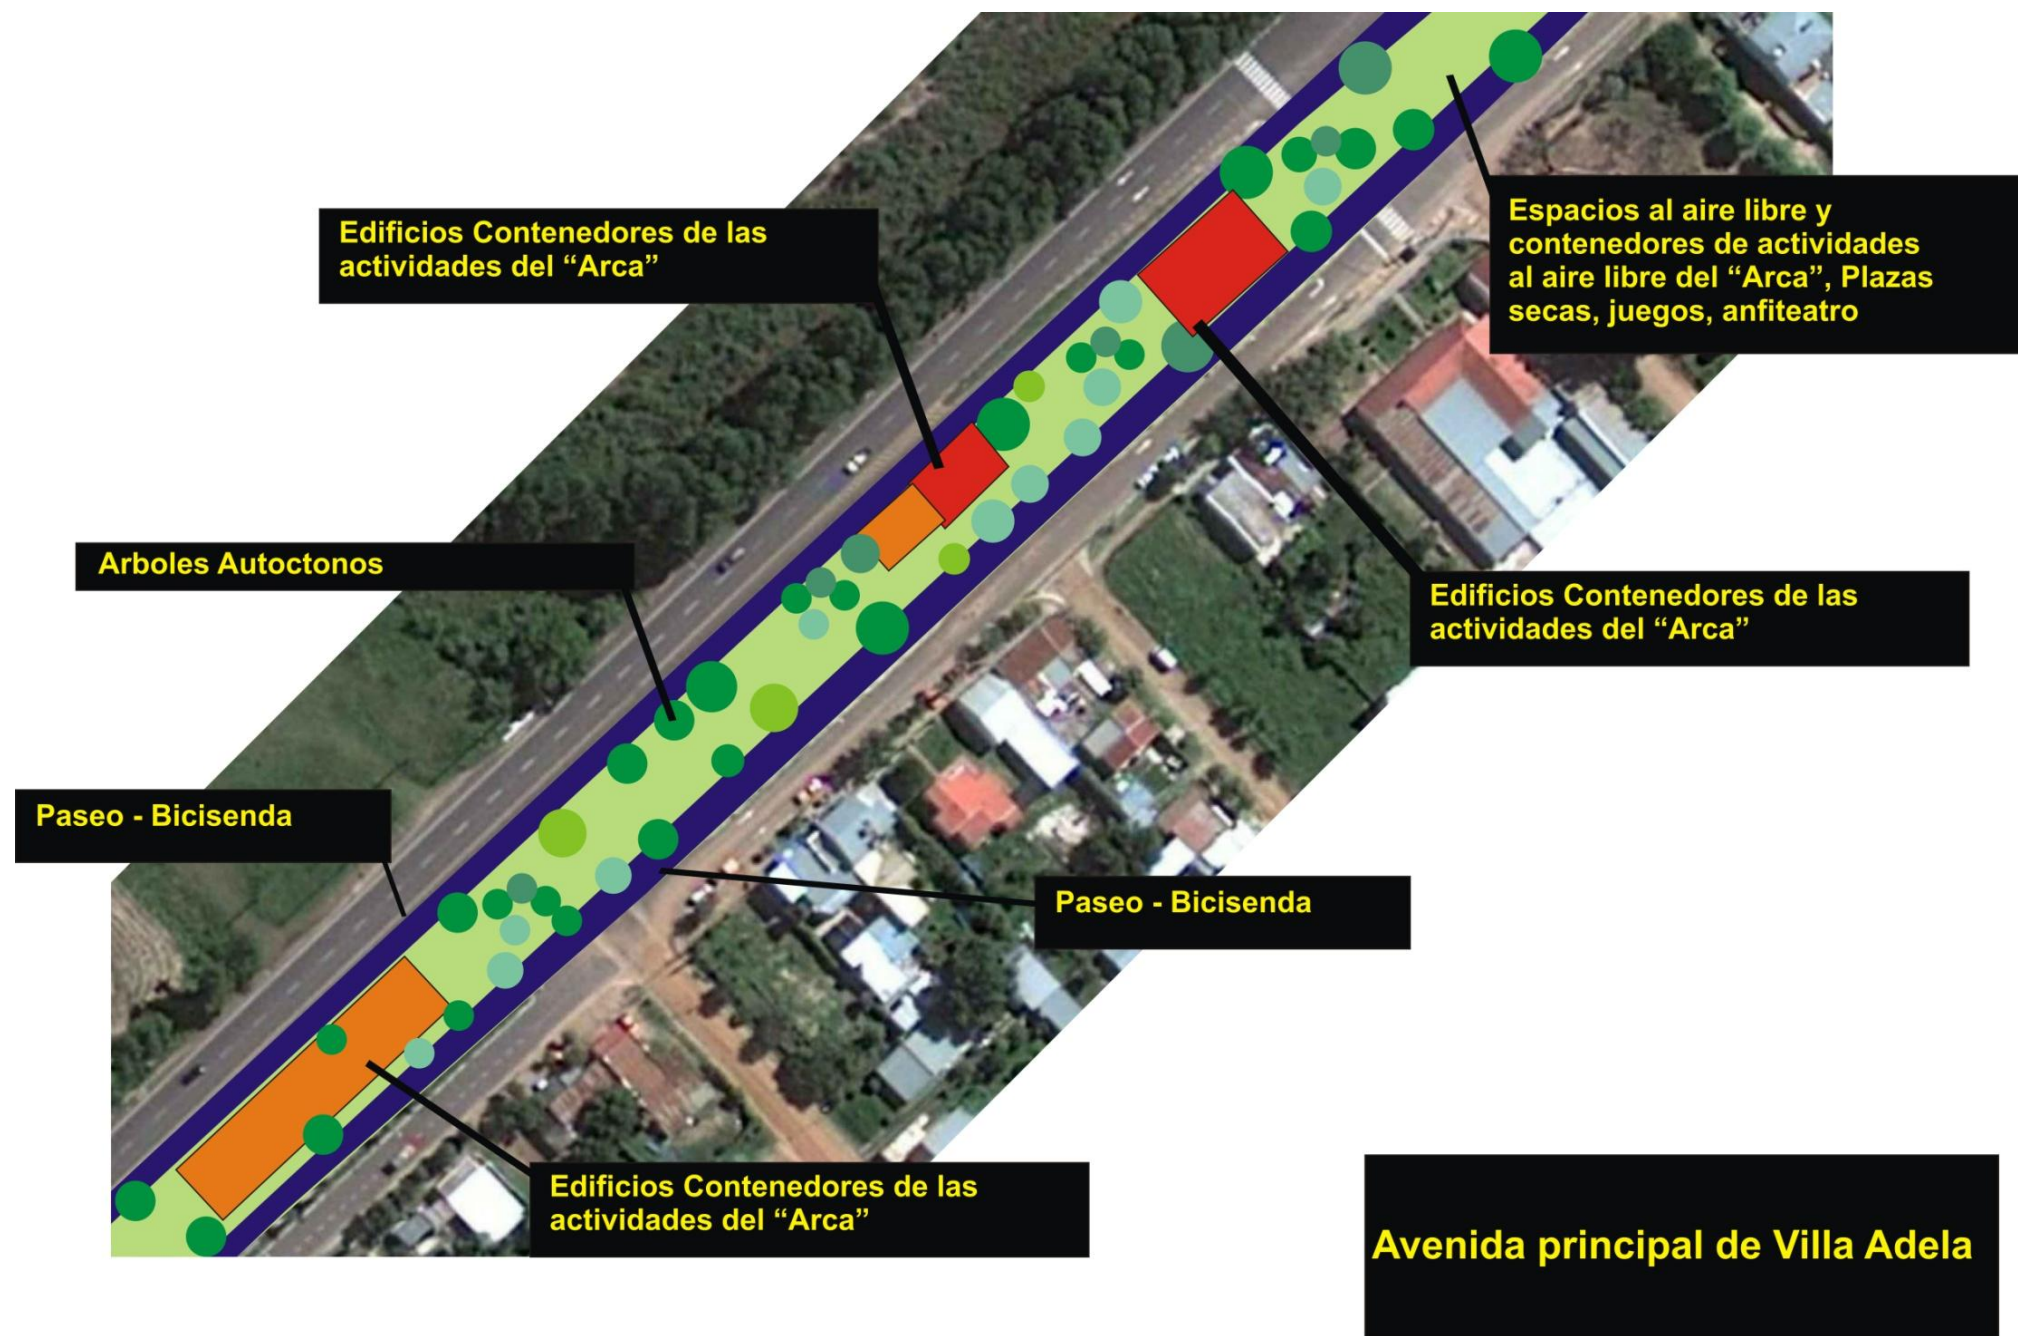 Edificios Contenedores de las
actividades del “Arca”
Espacios al aire libre y
contenedores de actividades
al aire libre del “Arca”, Plazas
secas, juegos, anfiteatro
Arboles Autoctonos
Edificios Contenedores de las
actividades del “Arca”
Paseo - Bicisenda
Paseo - Bicisenda
Edificios Contenedores de las
actividades del “Arca”
Avenida principal de Villa Adela